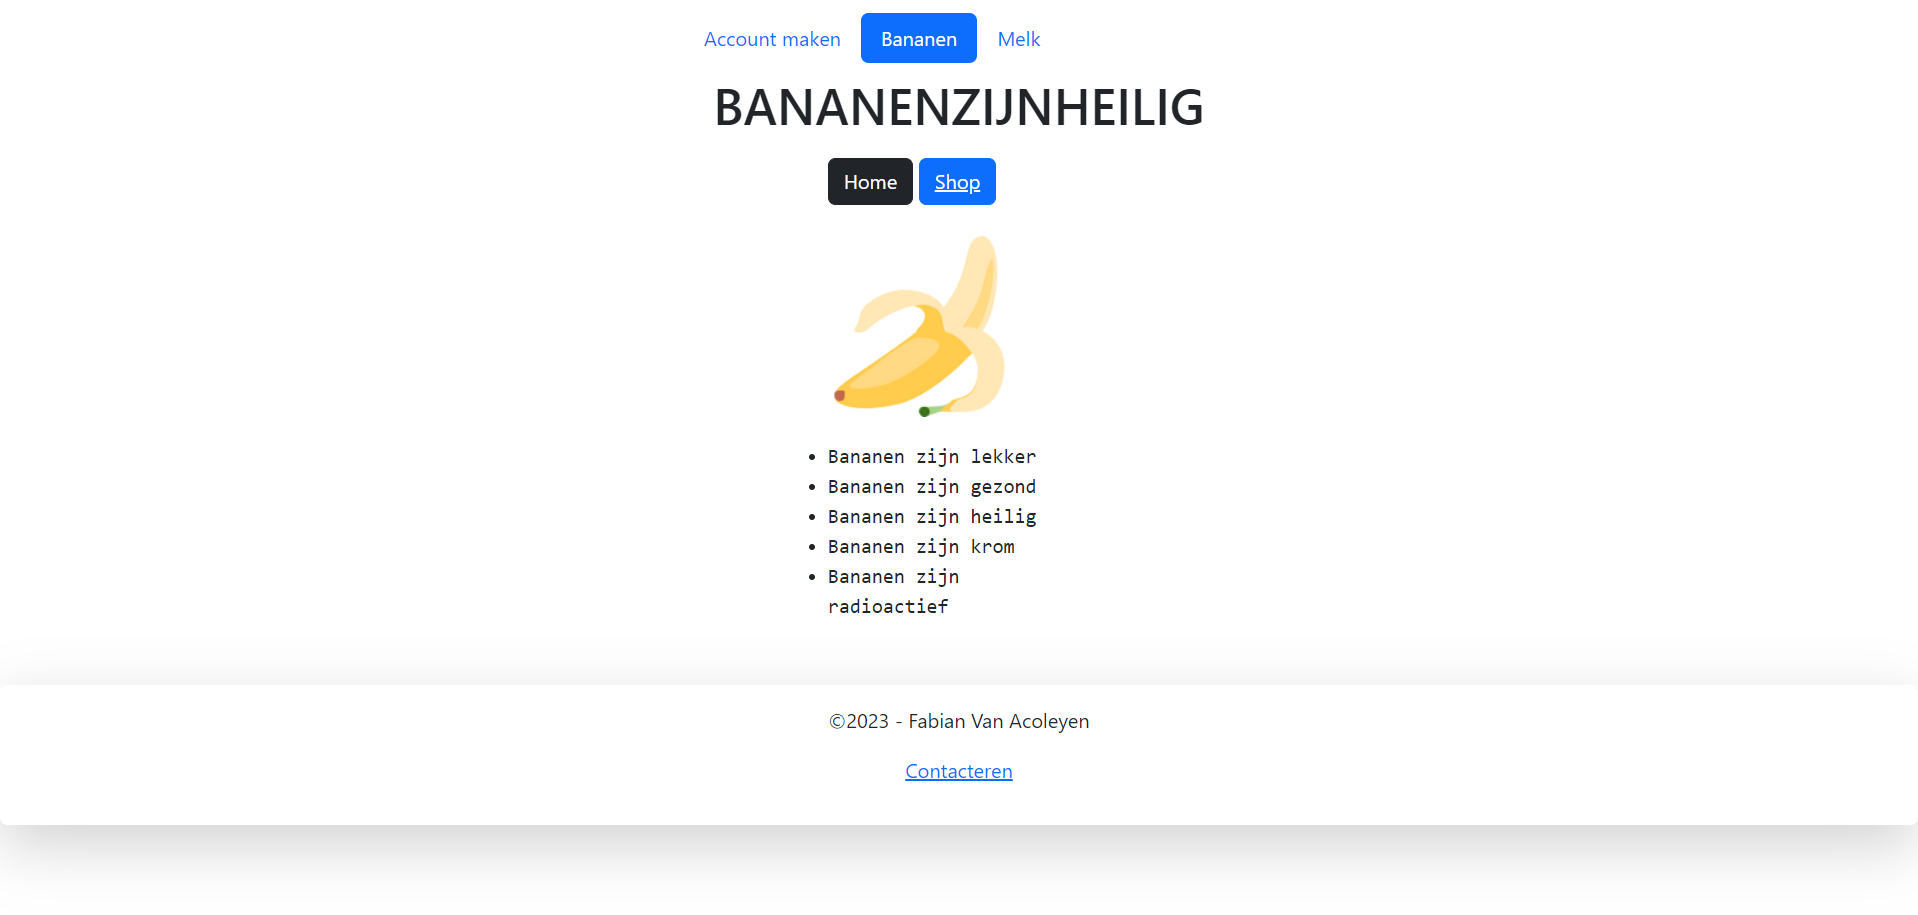 Account maken Bananen Melk
BANANENZIJNHEILIG
Home Shop
Bananen zijn lekker
Bananen zijn gezond
Bananen zijn heilig
Bananen zijn krom
Bananen zijn
radioactief
©2023 - Fabian Van Acoleyen
Contacteren